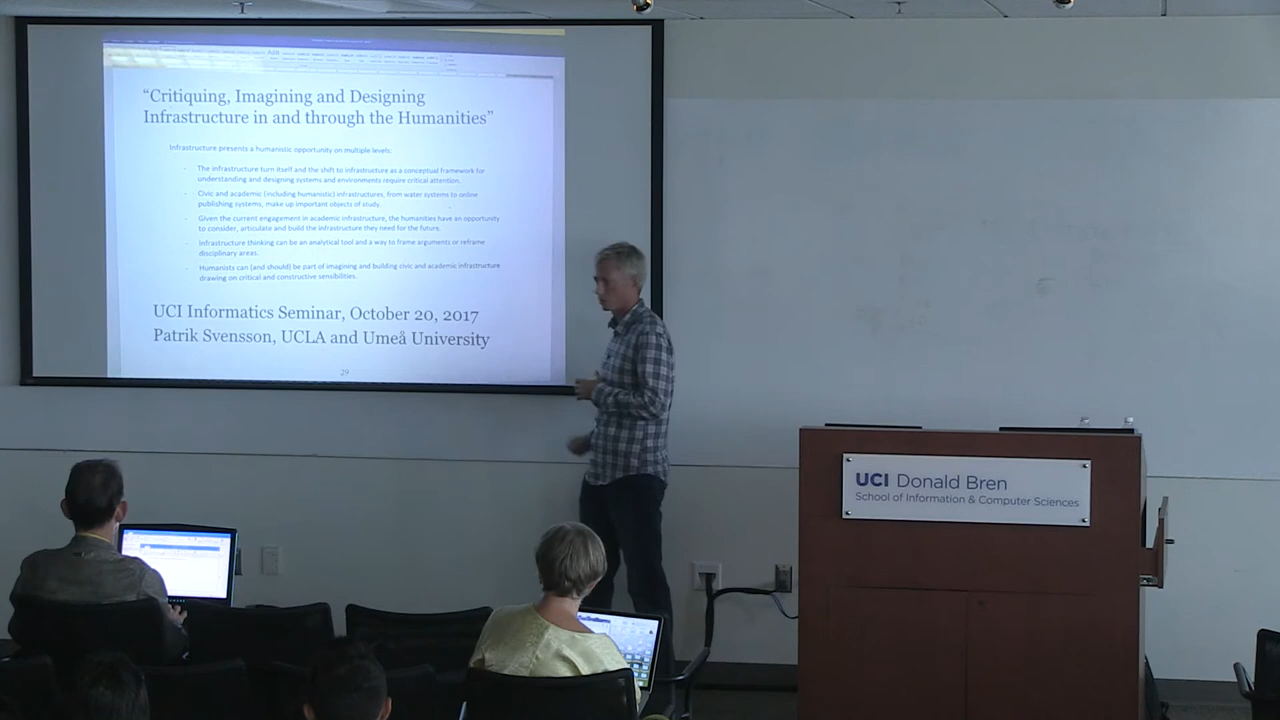 “Critiquing, Imagining and Designing
Infrastructure in and through the Humanities”
Infrastructure presents a humanistic opportunity on multiple levels:
- The infrastructure turn itself and the shift to infrastructure as a conceptual framework for
understanding and designing systems and environments require critical attention.
- Civic and academic (including humanistic) infrastructures, from water systems to online
publishing systems, make up important objects of study.
- Given the current engagement in academic infrastructure, the humanities have an opportunity
to consider, articulate and build the infrastructure they need for the future.
- Infrastructure thinking can be an analytical tool and a way to frame arguments or reframe
disciplinary areas.
- Humanists can (and should) be part of imagining and building civic and academic infrastructure
drawing on critical and constructive sensibilities.
UCI Informatics Seminar, October 20, 2017
Patrik Svensson, UCLA and Umeå University
29
UCI Donald Bren
School of Information & Computer Sciences